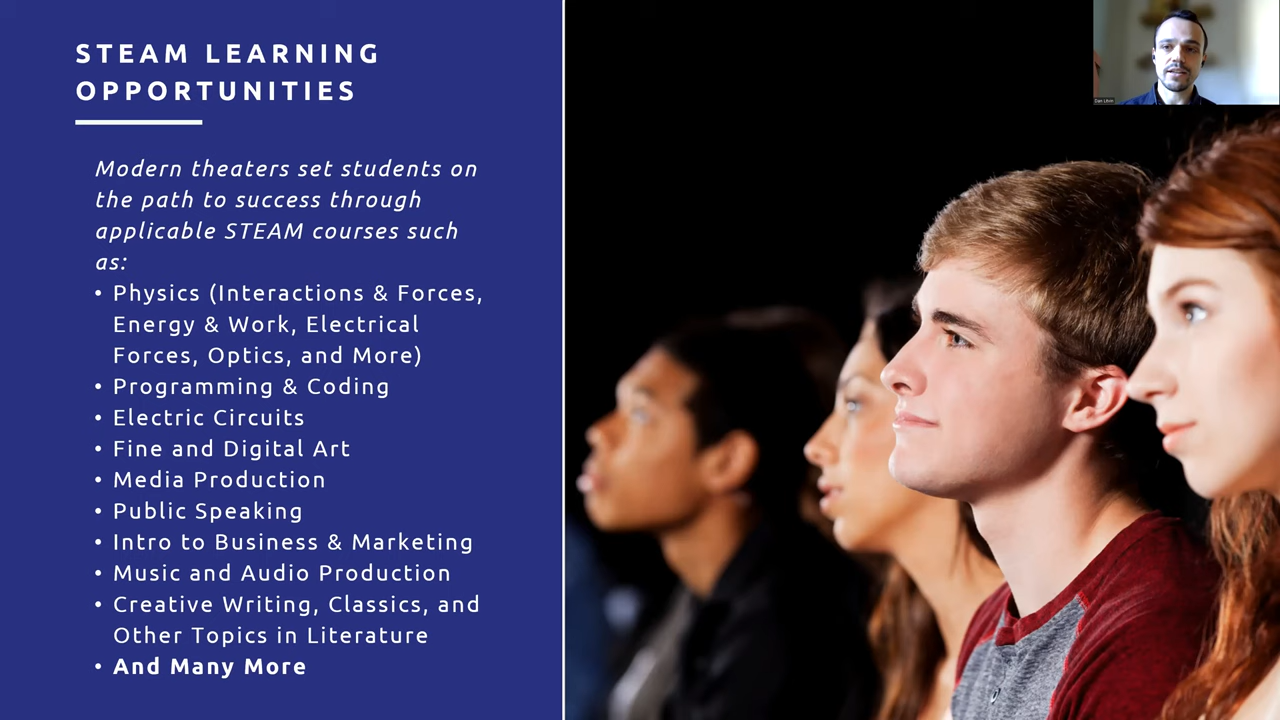 STEAM LEARNING
OPPORTUNITIES
Modern theaters set students on
the path to success through
applicable STEAM courses such
as:
• Physics (Interactions & Forces,
Energy & Work, Electrical
Forces, Optics, and More)
• Programming & Coding
• Electric Circuits
• Fine and Digital Art
• Media Production
• Public Speaking
• Intro to Business & Marketing
• Music and Audio Production
• Creative Writing, Classics, and
Other Topics in Literature
• And Many More